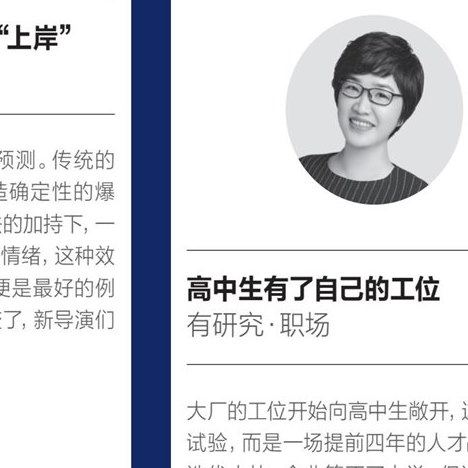 “上岸”
预测。传统的
造确定性的爆
的加持下，一
情绪，这种效
便是最好的例
了，新导演们
高中生有了自己的工位
有研究·职场
大厂的工位开始向高中生敞开，
试验，而是一场提前四年的人才